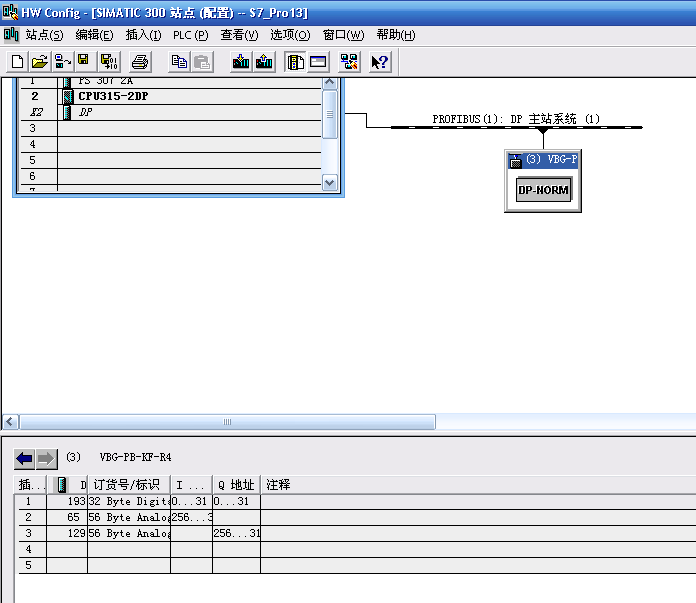 HW Config - [SIMATIC 300 站点 (配置) -- S7_Pro13]
站点(S) 编辑(E) 插入(I) PLC(P) 查看(V) 选项(O) 窗口(W) 帮助(H)
1 PS 307 2A
2 CPU315-2DP
X2 DP
3
4
5
6
7
PROFIBUS(1): DP 主站系统 (1)
(3) VBG-P
DP-NORM
(3) VBG-PB-KF-R4
插... D 订货号/标识 I ... Q 地址 注释
1 193 32 Byte Digita 0...31 0...31
2 65 56 Byte Analog 256...3
3 129 56 Byte Analog 256...31
4
5